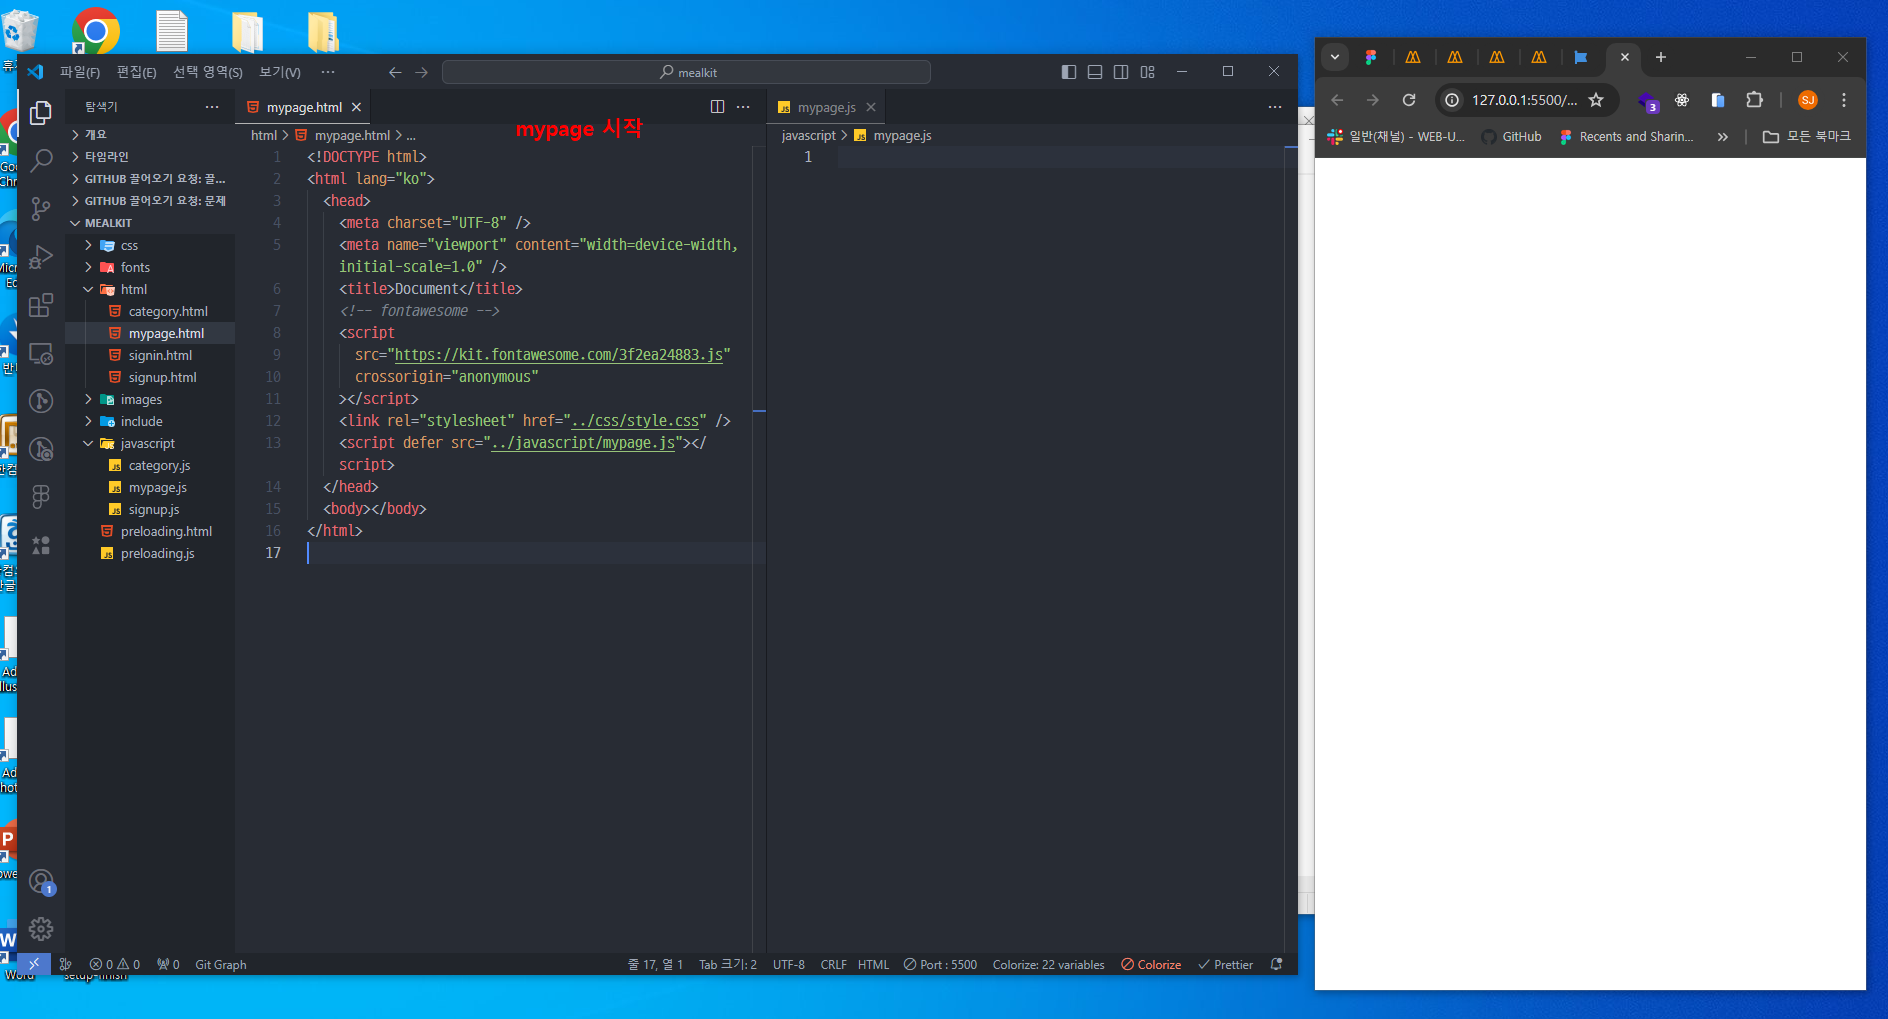 파일(F) 편집(E) 선택 영역(S) 보기(V) ···
mealkit
탐색기 ···
개요
타임라인
GITHUB 끌어오기 요청: 끌...
GITHUB 끌어오기 요청: 문제
MEALKIT
css
fonts
html
category.html
mypage.html
signin.html
signup.html
images
include
javascript
category.js
mypage.js
signup.js
preloading.html
preloading.js
mypage.html
html > mypage.html > ...
mypage 시작
1 <!DOCTYPE html>
2 <html lang="ko">
3 <head>
4 <meta charset="UTF-8" />
5 <meta name="viewport" content="width=device-width,
initial-scale=1.0" />
6 <title>Document</title>
7 <!-- fontawesome -->
8 <script
9 src="https://kit.fontawesome.com/3f2ea24883.js"
10 crossorigin="anonymous"
11 ></script>
12 <link rel="stylesheet" href="../css/style.css" />
13 <script defer src="../javascript/mypage.js"></
script>
14 </head>
15 <body></body>
16 </html>
17
mypage.js
javascript > mypage.js
1
0 0 0 Git Graph
줄 17, 열 1 Tab 크기: 2 UTF-8 CRLF HTML Port : 5500 Colorize: 22 variables Colorize Prettier
1
127.0.0.1:5500/...
3
SJ
일반(채널) - WEB-U... GitHub Recents and Sharin... » 모든 북마크
Word